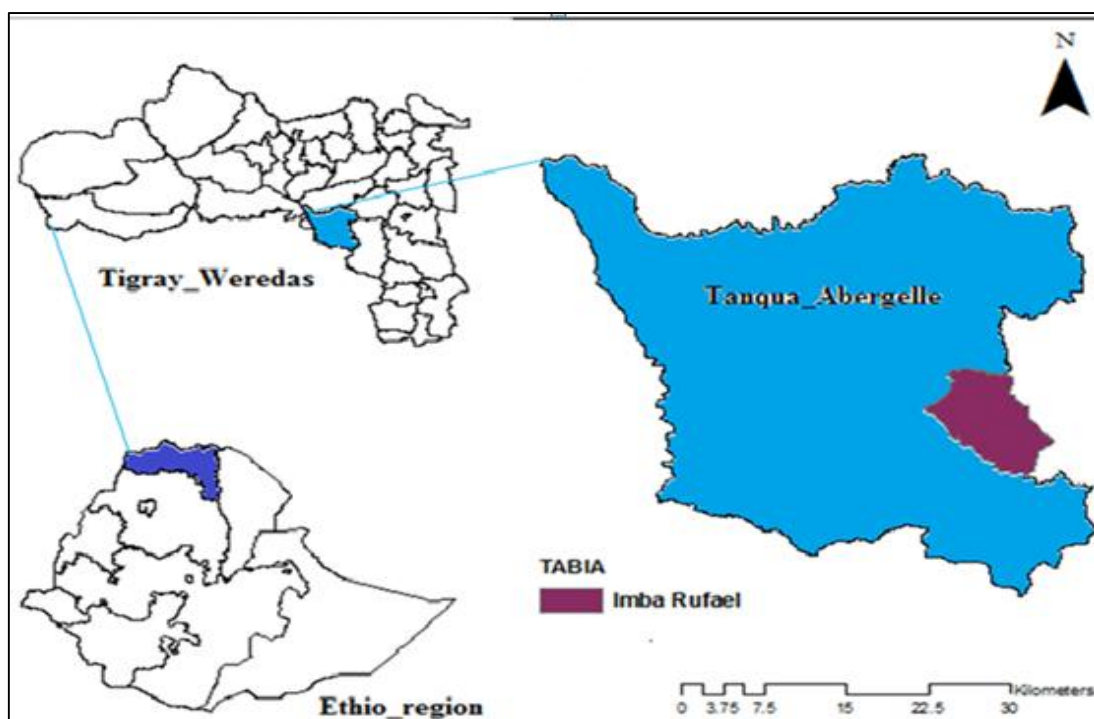 N
Tigray_Weredas
Tanqua_Abergelle
TABIA
Imba Rufael
Ethio_region
Kilometers
0 3.75 7.5 15 22.5 30